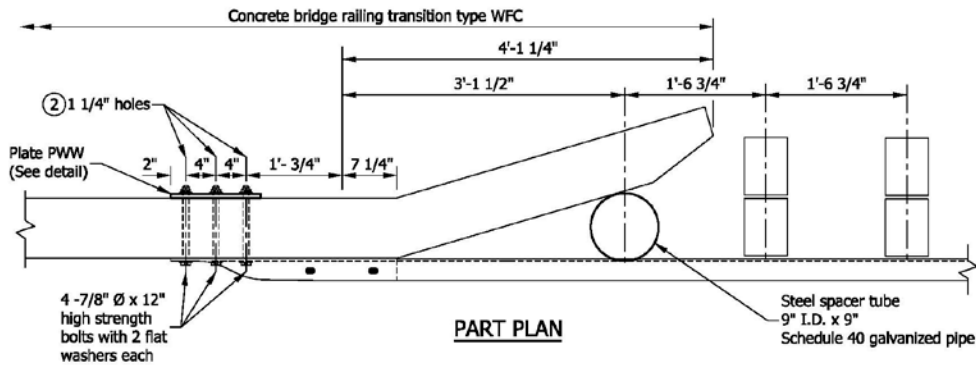 Concrete bridge railing transition type WFC
4'-1 1/4"
3'-1 1/2"
1'-6 3/4"
1'-6 3/4"
2 1 1/4" holes
Plate PWW
(See detail)
2"
4"
4"
1'- 3/4"
7 1/4"
4 -7/8" Ø x 12"
high strength
bolts with 2 flat
washers each
PART PLAN
Steel spacer tube
9" I.D. x 9"
Schedule 40 galvanized pipe